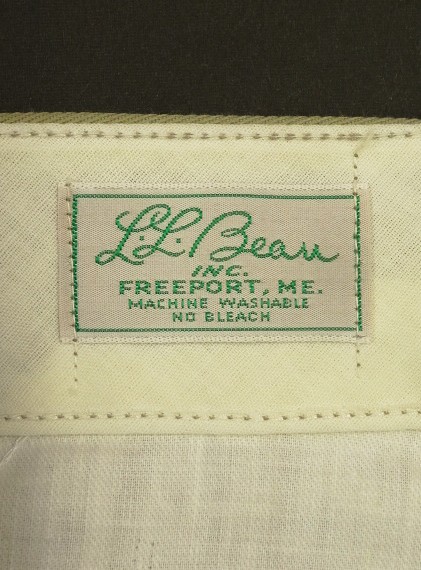 L.L. Bean
INC.
FREEPORT, ME.
MACHINE WASHABLE
NO BLEACH